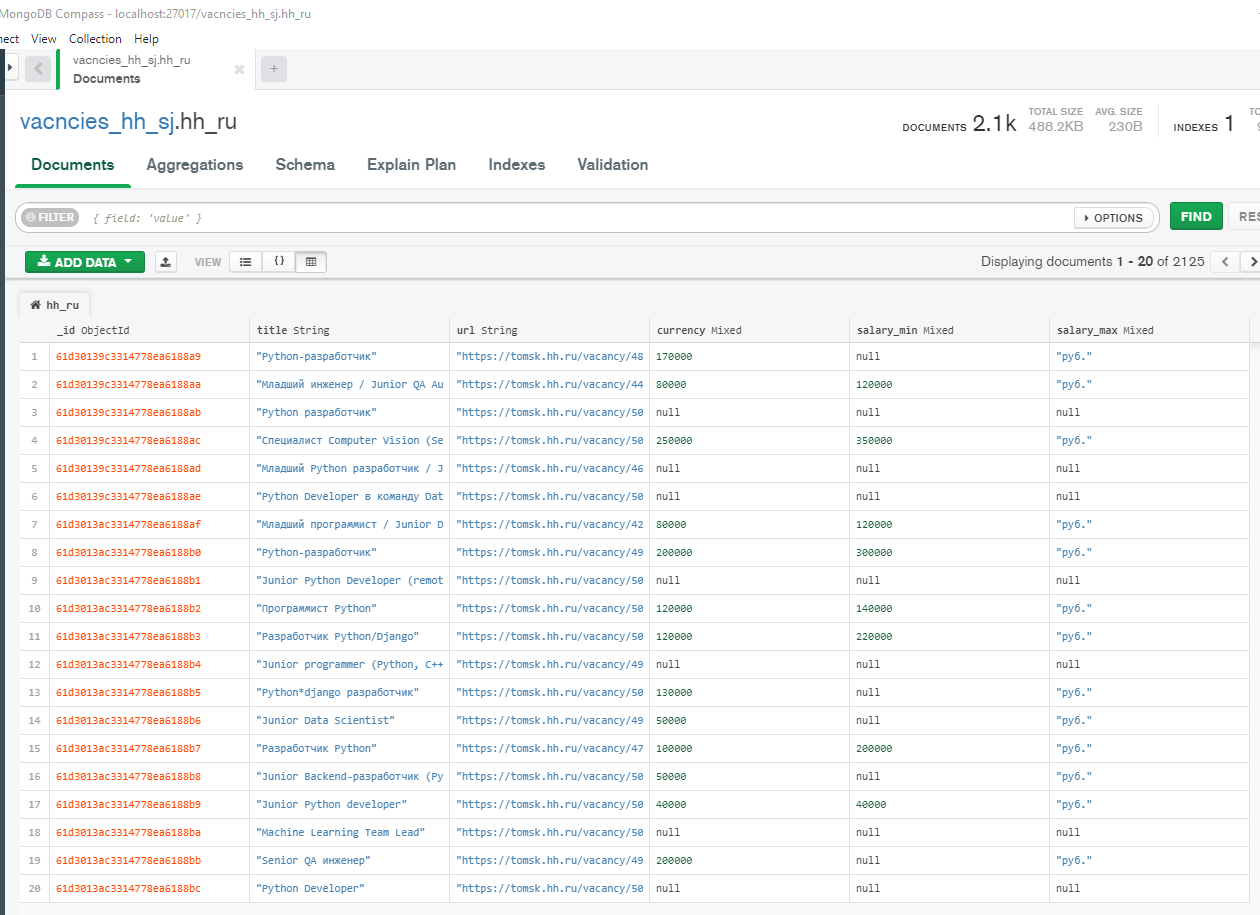 MongoDB Compass - localhost:27017/vacncies_hh_sj.hh_ru
nect View Collection Help
vacncies_hh_sj.hh_ru
Documents
vacncies_hh_sj.hh_ru
DOCUMENTS 2.1k TOTAL SIZE 488.2KB AVG. SIZE 230B INDEXES 1
Documents Aggregations Schema Explain Plan Indexes Validation
FILTER { field: 'value' } OPTIONS FIND RES
ADD DATA VIEW {} Displaying documents 1 - 20 of 2125
hh_ru
_id ObjectId title String url String currency Mixed salary_min Mixed salary_max Mixed
1 61d30139c3314778ea6188a9 "Python-разработчик" "https://tomsk.hh.ru/vacancy/48 170000 null "руб."
2 61d30139c3314778ea6188aa "Младший инженер / Junior QA Au "https://tomsk.hh.ru/vacancy/44 80000 120000 "руб."
3 61d30139c3314778ea6188ab "Python разработчик" "https://tomsk.hh.ru/vacancy/50 null null null
4 61d30139c3314778ea6188ac "Специалист Computer Vision (Se "https://tomsk.hh.ru/vacancy/50 250000 350000 "руб."
5 61d30139c3314778ea6188ad "Младший Python разработчик / J "https://tomsk.hh.ru/vacancy/46 null null null
6 61d30139c3314778ea6188ae "Python Developer в команду Dat "https://tomsk.hh.ru/vacancy/50 null null null
7 61d3013ac3314778ea6188af "Младший программист / Junior D "https://tomsk.hh.ru/vacancy/42 80000 120000 "руб."
8 61d3013ac3314778ea6188b0 "Python-разработчик" "https://tomsk.hh.ru/vacancy/49 200000 300000 "руб."
9 61d3013ac3314778ea6188b1 "Junior Python Developer (remot "https://tomsk.hh.ru/vacancy/50 null null null
10 61d3013ac3314778ea6188b2 "Программист Python" "https://tomsk.hh.ru/vacancy/50 120000 140000 "руб."
11 61d3013ac3314778ea6188b3 "Разработчик Python/Django" "https://tomsk.hh.ru/vacancy/50 120000 220000 "руб."
12 61d3013ac3314778ea6188b4 "Junior programmer (Python, C++ "https://tomsk.hh.ru/vacancy/49 null null null
13 61d3013ac3314778ea6188b5 "Python*django разработчик" "https://tomsk.hh.ru/vacancy/50 130000 null "руб."
14 61d3013ac3314778ea6188b6 "Junior Data Scientist" "https://tomsk.hh.ru/vacancy/49 50000 null "руб."
15 61d3013ac3314778ea6188b7 "Разработчик Python" "https://tomsk.hh.ru/vacancy/47 100000 200000 "руб."
16 61d3013ac3314778ea6188b8 "Junior Backend-разработчик (Py "https://tomsk.hh.ru/vacancy/50 50000 null "руб."
17 61d3013ac3314778ea6188b9 "Junior Python developer" "https://tomsk.hh.ru/vacancy/50 40000 40000 "руб."
18 61d3013ac3314778ea6188ba "Machine Learning Team Lead" "https://tomsk.hh.ru/vacancy/50 null null null
19 61d3013ac3314778ea6188bb "Senior QA инженер" "https://tomsk.hh.ru/vacancy/49 200000 null "руб."
20 61d3013ac3314778ea6188bc "Python Developer" "https://tomsk.hh.ru/vacancy/50 null null null